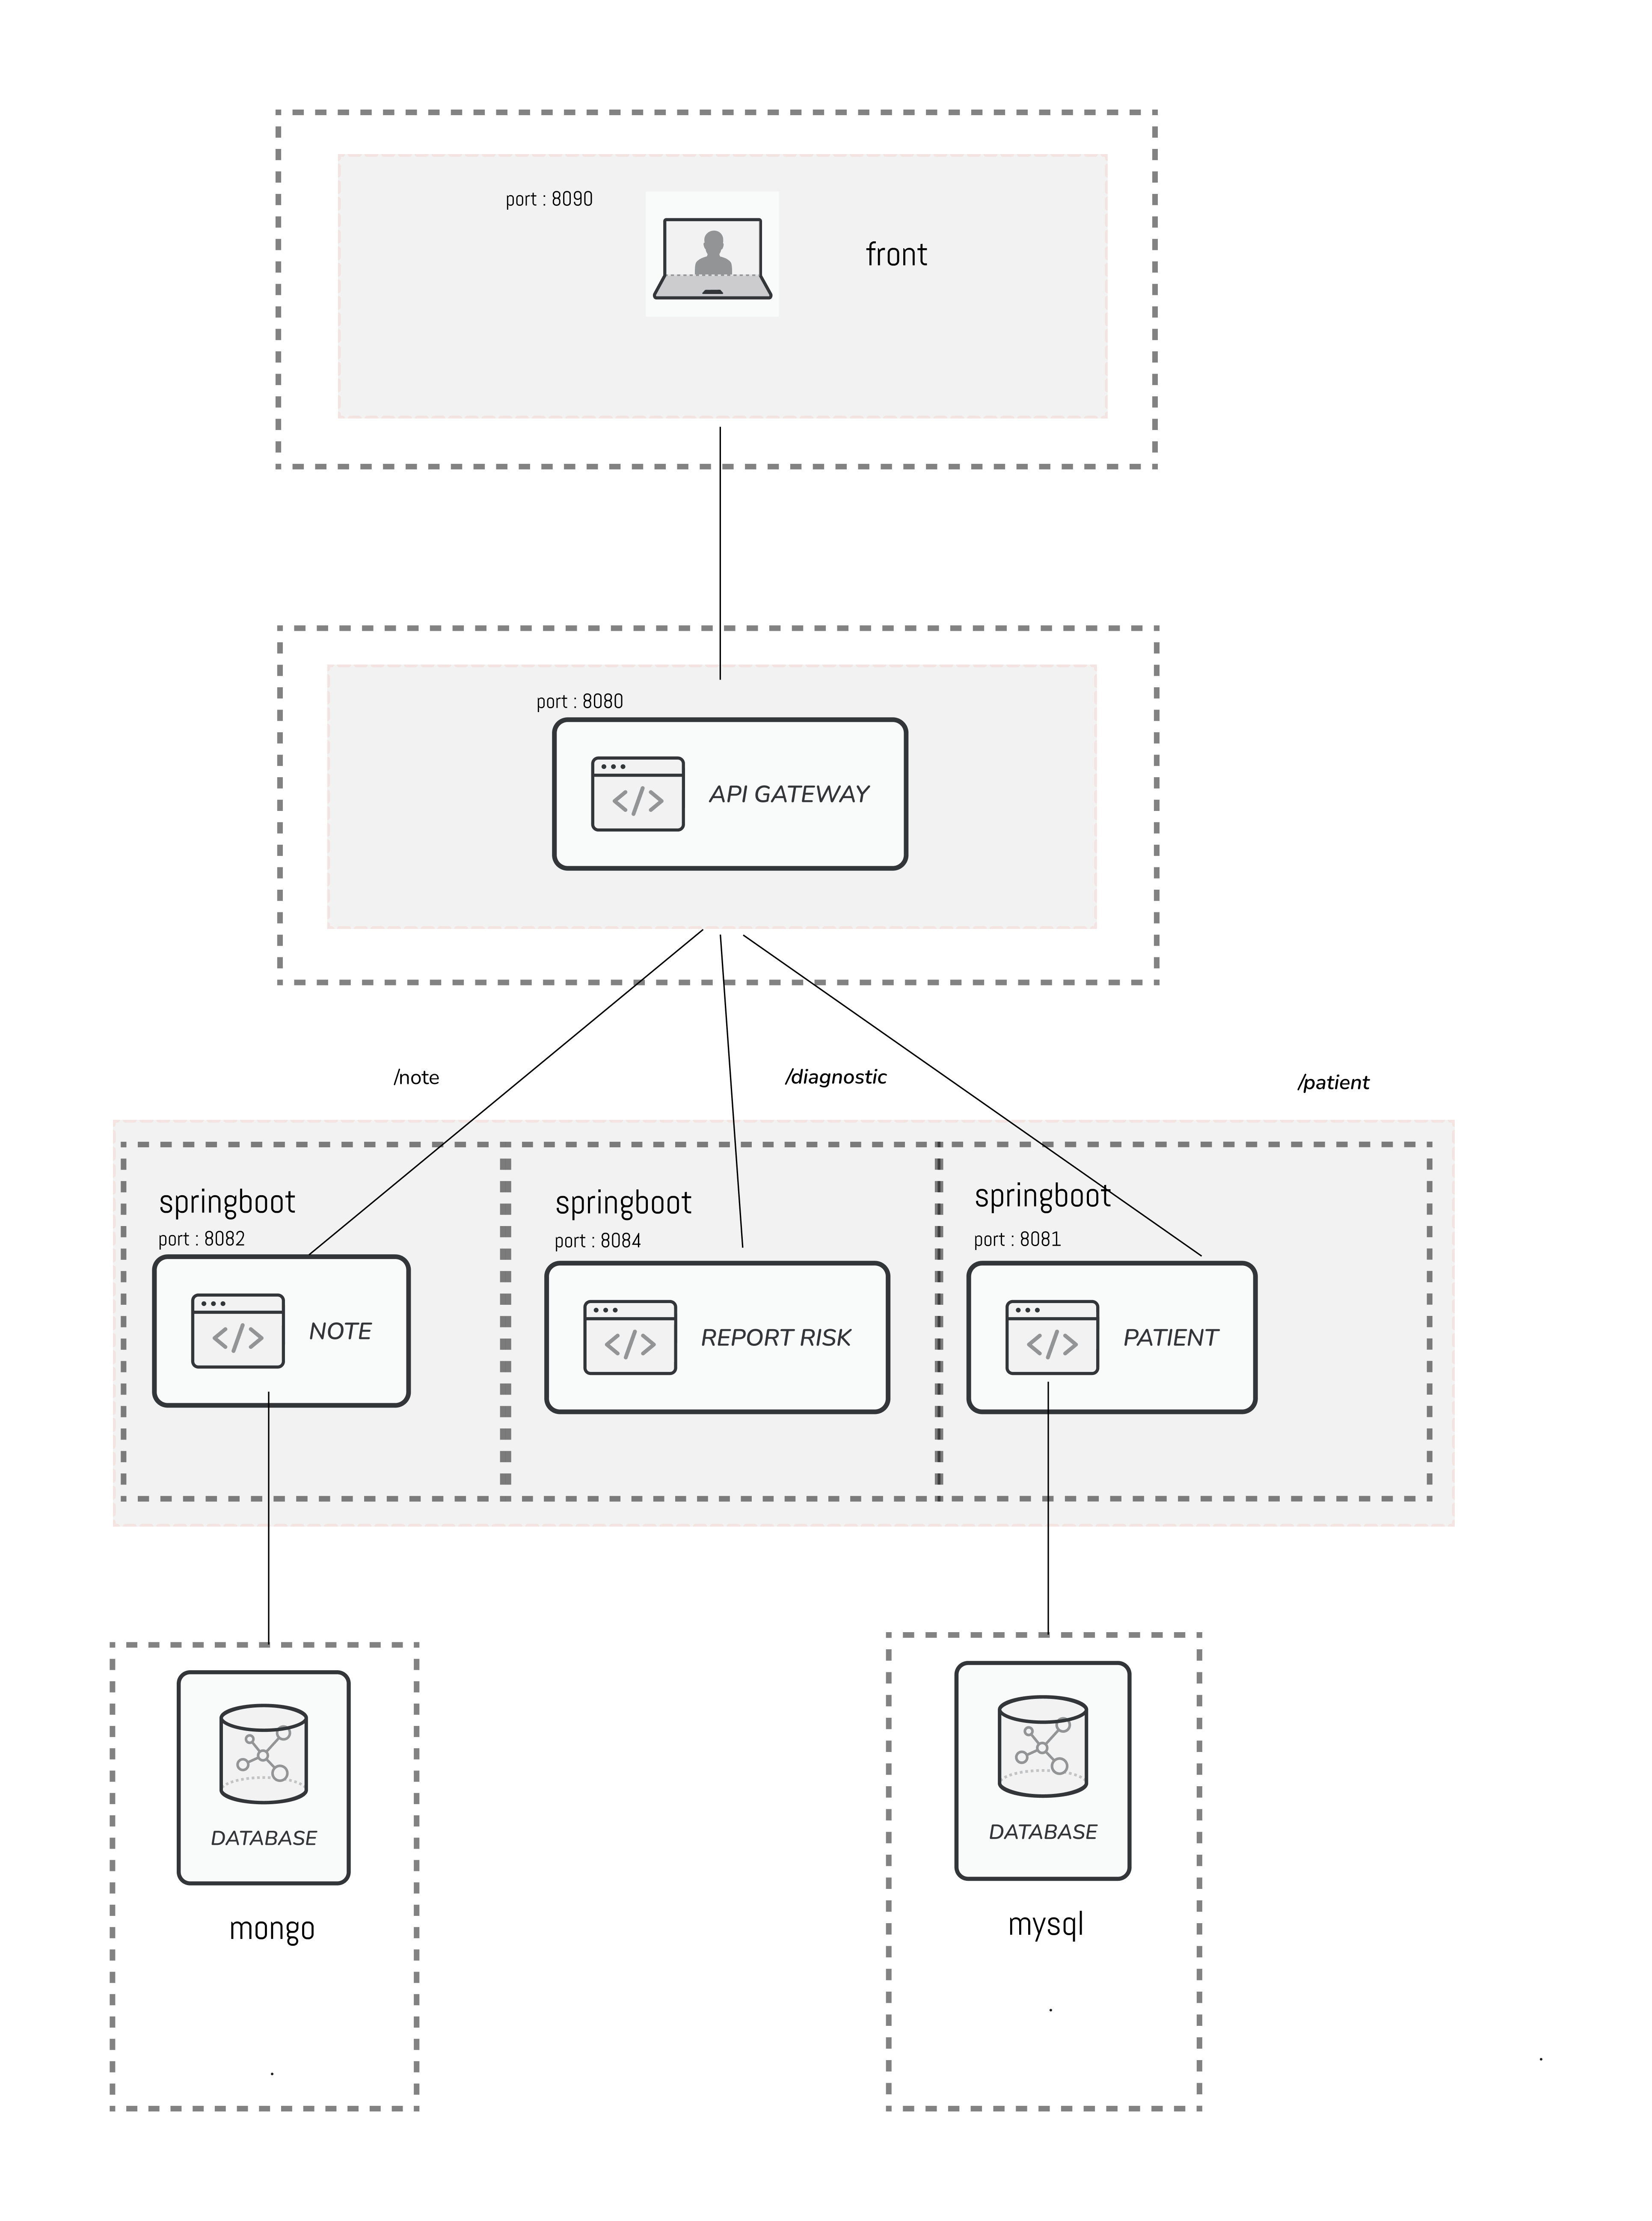 port : 8090
front
port : 8080
API GATEWAY
/note
/diagnostic
/patient
springboot
port : 8082
NOTE
springboot
port : 8084
REPORT RISK
springboot
port : 8081
PATIENT
DATABASE
mongo
DATABASE
mysql